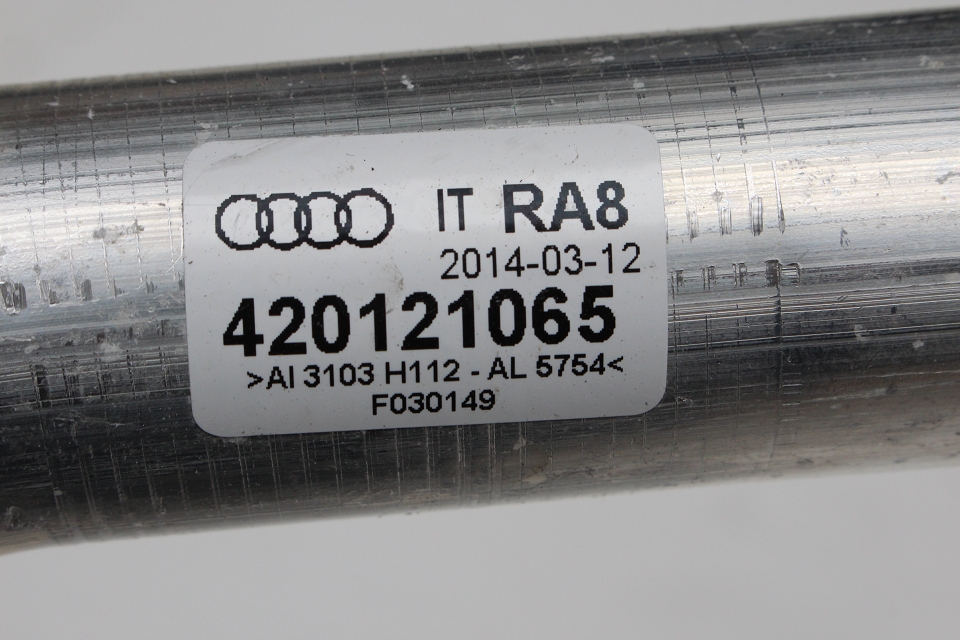 IT RA8
2014-03-12
420121065
>Al 3103 H112 - AL 5754<
F030149